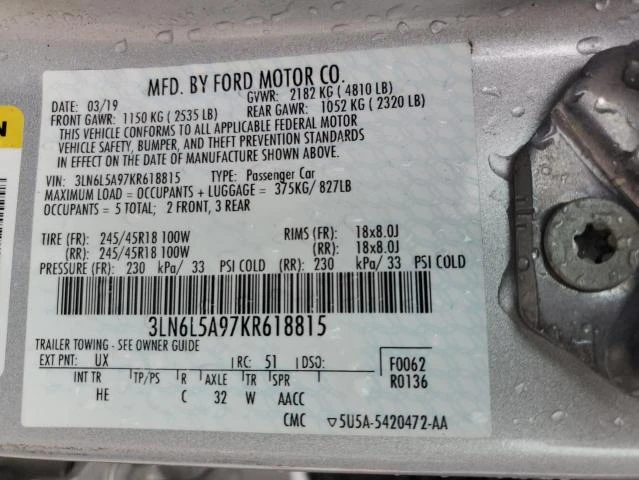 MFD. BY FORD MOTOR CO.
DATE: 03/19 GVWR: 2182 KG ( 4810 LB)
FRONT GAWR: 1150 KG ( 2535 LB) REAR GAWR: 1052 KG ( 2320 LB)
THIS VEHICLE CONFORMS TO ALL APPLICABLE FEDERAL MOTOR
VEHICLE SAFETY, BUMPER, AND THEFT PREVENTION STANDARDS
IN EFFECT ON THE DATE OF MANUFACTURE SHOWN ABOVE.
VIN: 3LN6L5A97KR618815 TYPE: Passenger Car
MAXIMUM LOAD = OCCUPANTS + LUGGAGE = 375KG/ 827LB
OCCUPANTS = 5 TOTAL; 2 FRONT, 3 REAR
TIRE (FR): 245/45R18 100W RIMS (FR): 18x8.0J
(RR): 245/45R18 100W (RR): 18x8.0J
PRESSURE (FR): 230 kPa/ 33 PSI COLD (RR): 230 kPa/ 33 PSI COLD
3LN6L5A97KR618815
TRAILER TOWING - SEE OWNER GUIDE
EXT PNT: UX RC: 51 DSO: F0062
INT TR TP/PS R AXLE TR SPR R0136
HE C 32 W AACC
CMC ▽5U5A-5420472-AA